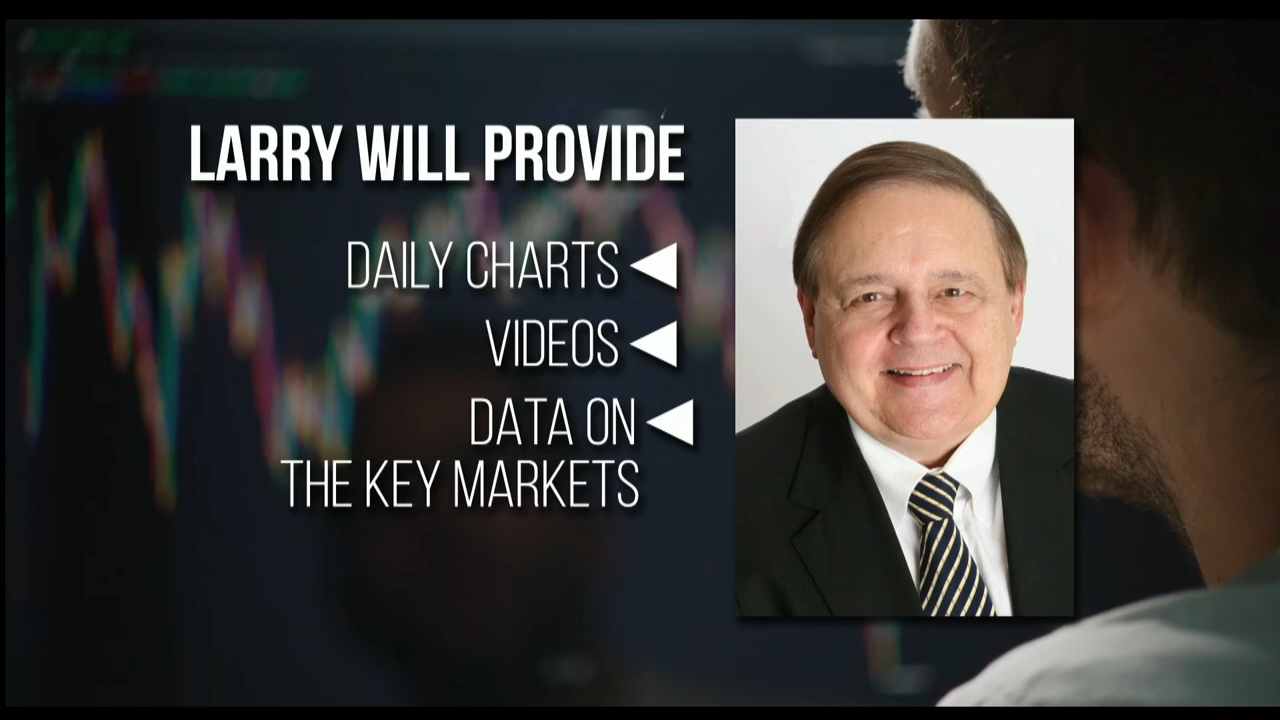 LARRY WILL PROVIDE
DAILY CHARTS
VIDEOS
DATA ON
THE KEY MARKETS